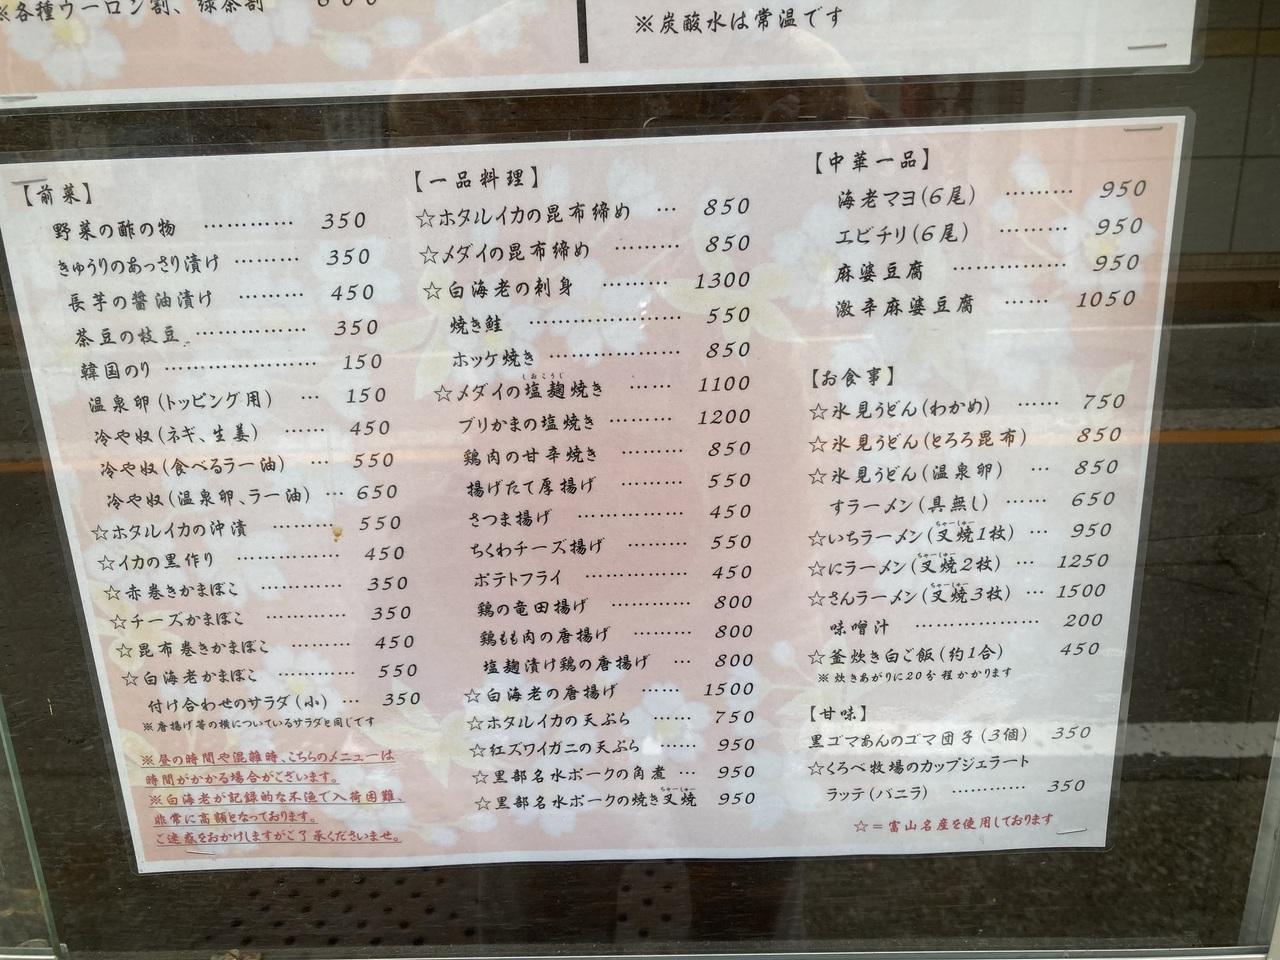 ※各種ウーロン割、緑茶割
※炭酸水は常温です
【前菜】
野菜の酢の物 ………… 350
きゅうりのあっさり漬け ……… 350
長芋の醤油漬け ……… 450
茶豆の枝豆 ………… 350
韓国のり ……………… 150
温泉卵(トッピング用) … 150
冷や奴(ネギ、生姜) …… 450
冷や奴(食べるラー油) … 550
冷や奴(温泉卵、ラー油) … 650
☆ホタルイカの沖漬 ……… 550
☆イカの黒作り ………… 450
☆赤巻きかまぼこ ……… 350
☆チーズかまぼこ ……… 350
☆昆布巻きかまぼこ …… 450
☆白海老かまぼこ ……… 550
付け合わせのサラダ(小) … 350
※唐揚げ等の横についているサラダと同じです
※昼の時間や混雑時、こちらのメニューは
時間がかかる場合がございます。
※白海老が記録的な不漁で入荷困難、
非常に高額となっております。
ご迷惑をおかけしますがご了承くださいませ。
【一品料理】
☆ホタルイカの昆布締め … 850
☆メダイの昆布締め …… 850
☆白海老の刺身 ……… 1300
焼き鮭 ……………… 550
ホッケ焼き …………… 850
しおこうじ
☆メダイの塩麹焼き …… 1100
ブリかまの塩焼き …… 1200
鶏肉の甘辛焼き ……… 850
揚げたて厚揚げ ……… 550
さつま揚げ ………… 450
ちくわチーズ揚げ ……… 550
ポテトフライ ………… 450
鶏の竜田揚げ ………… 800
鶏もも肉の唐揚げ …… 800
塩麹漬け鶏の唐揚げ … 800
☆白海老の唐揚げ …… 1500
☆ホタルイカの天ぷら …… 750
☆紅ズワイガニの天ぷら …… 950
☆黒部名水ポークの角煮 … 950
ちゃーしゅー
☆黒部名水ポークの焼き叉焼 950
【中華一品】
海老マヨ(6尾) ……… 950
エビチリ(6尾) ……… 950
麻婆豆腐 …………… 950
激辛麻婆豆腐 …… 1050
【お食事】
☆氷見うどん(わかめ) …… 750
☆氷見うどん(とろろ昆布) 850
☆氷見うどん(温泉卵) … 850
すラーメン(具無し) …… 650
ちゃーしゅー
☆いちラーメン(叉焼1枚) … 950
ちゃーしゅー
☆にラーメン(叉焼2枚) … 1250
ちゃーしゅー
☆さんラーメン(叉焼3枚) … 1500
味噌汁 ……………… 200
☆釜炊き白ご飯(約1合) 450
※炊きあがりに20分程かかります
【甘味】
黒ゴマあんのゴマ団子(3個) 350
☆くろべ牧場のカップジェラート
ラッテ(バニラ) ………… 350
☆=富山名産を使用しております